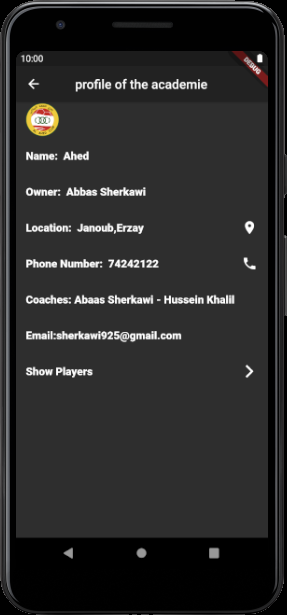 10:00
DEBUG
profile of the academie
Name: Ahed
Owner: Abbas Sherkawi
Location: Janoub,Erzay
Phone Number: 74242122
Coaches: Abaas Sherkawi - Hussein Khalil
Email:sherkawi925@gmail.com
Show Players